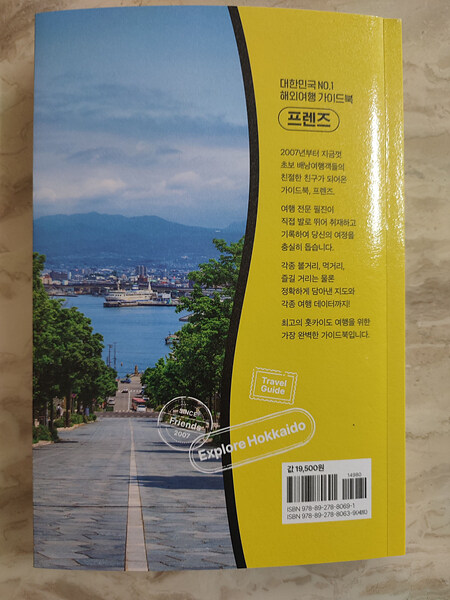 대한민국 NO.1
해외여행 가이드북
프렌즈
2007년부터 지금껏
초보 배낭여행객들의
친절한 친구가 되어온
가이드북, 프렌즈.
여행 전문 필진이
직접 발로 뛰어 취재하고
기록하여 당신의 여정을
충실히 돕습니다.
각종 볼거리, 먹거리,
즐길 거리는 물론
정확하게 담아낸 지도와
각종 여행 데이터까지!
최고의 홋카이도 여행을 위한
가장 완벽한 가이드북입니다.
Travel
Guide
SINCE
Friends
2007
Explore Hokkaido
값 19,500원
ISBN 978-89-278-8069-1
ISBN 978-89-278-8063-9(048)